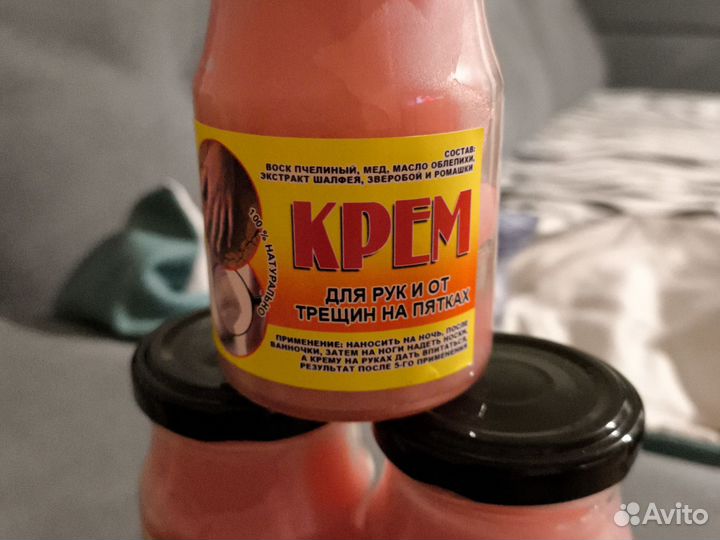 СОСТАВ:
ВОСК ПЧЕЛИНЫЙ, МЕД, МАСЛО ОБЛЕПИХИ,
ЭКСТРАКТ ШАЛФЕЯ, ЗВЕРОБОЙ И РОМАШКИ
100 % НАТУРАЛЬНО
КРЕМ
ДЛЯ РУК И ОТ
ТРЕЩИН НА ПЯТКАХ
ПРИМЕНЕНИЕ: НАНОСИТЬ НА НОЧЬ, ПОСЛЕ
ВАННОЧКИ, ЗАТЕМ НА НОГИ НАДЕТЬ НОСКИ,
А КРЕМУ НА РУКАХ ДАТЬ ВПИТАТЬСЯ,
РЕЗУЛЬТАТ ПОСЛЕ 5-ГО ПРИМЕНЕНИЯ
Avito